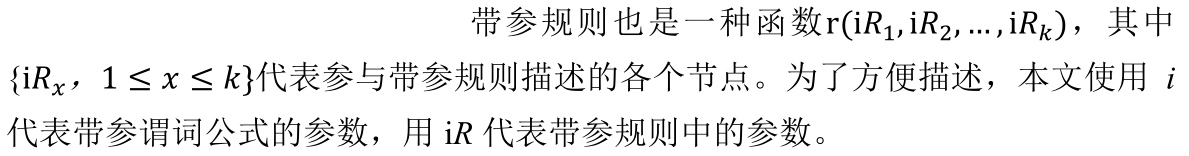 带参规则也是一种函数r(iR₁,iR₂,…,iRₖ)，其中
{iRₓ，1 ≤ x ≤ k}代表参与带参规则描述的各个节点。为了方便描述，本文使用 i
代表带参谓词公式的参数，用 iR 代表带参规则中的参数。